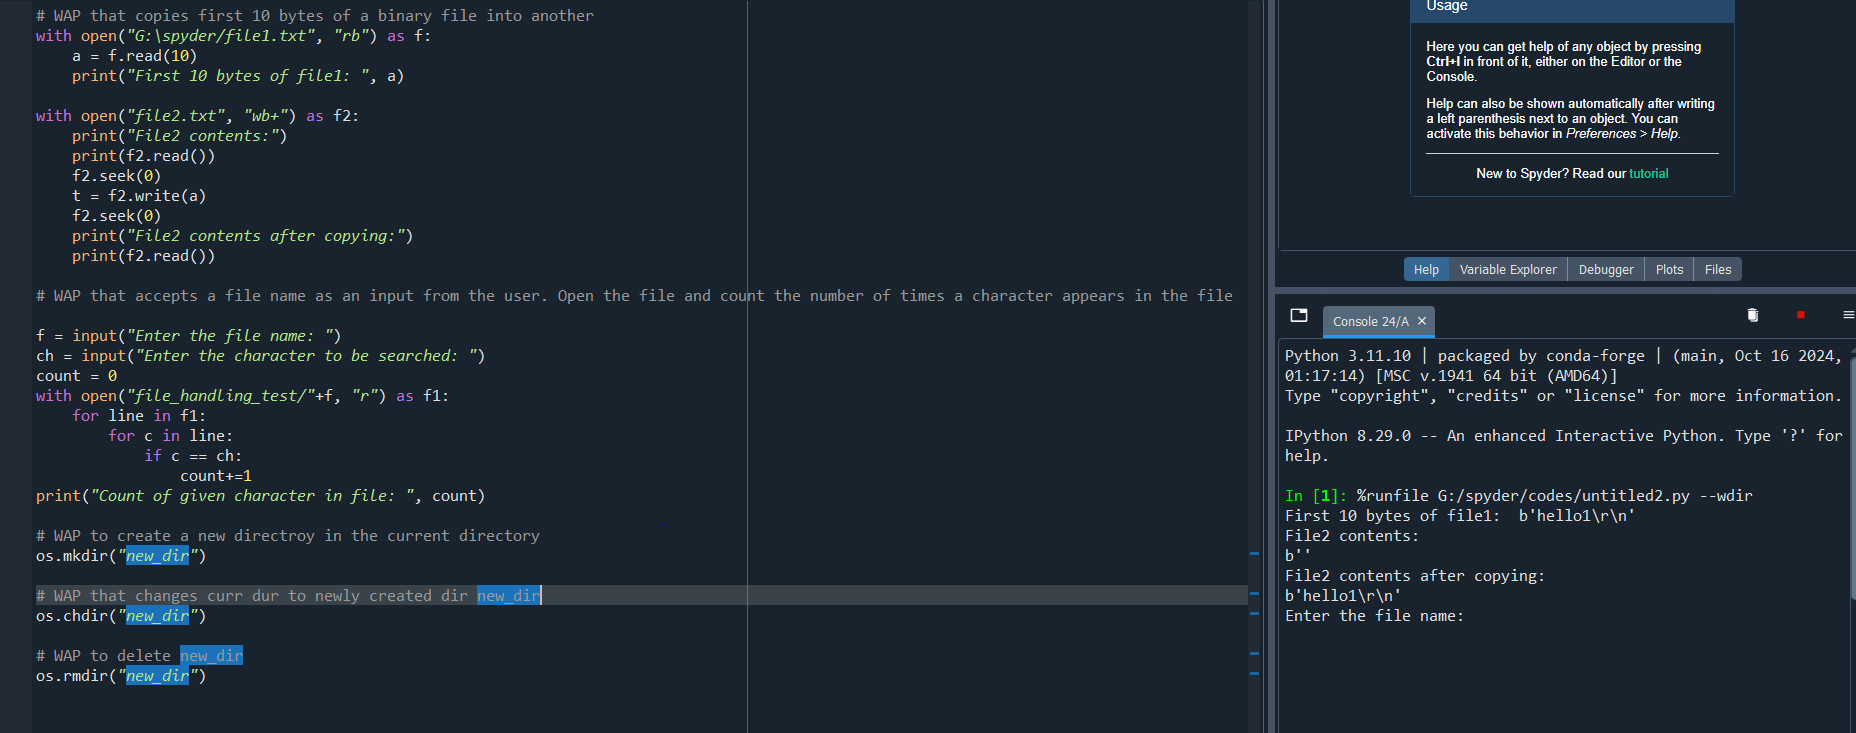 # WAP that copies first 10 bytes of a binary file into another
with open("G:\spyder/file1.txt", "rb") as f:
    a = f.read(10)
    print("First 10 bytes of file1: ", a)

with open("file2.txt", "wb+") as f2:
    print("File2 contents:")
    print(f2.read())
    f2.seek(0)
    t = f2.write(a)
    f2.seek(0)
    print("File2 contents after copying:")
    print(f2.read())

# WAP that accepts a file name as an input from the user. Open the file and count the number of times a character appears in the file

f = input("Enter the file name: ")
ch = input("Enter the character to be searched: ")
count = 0
with open("file_handling_test/"+f, "r") as f1:
    for line in f1:
        for c in line:
            if c == ch:
                count+=1
print("Count of given character in file: ", count)

# WAP to create a new directroy in the current directory
os.mkdir("new_dir")

# WAP that changes curr dur to newly created dir new_dir
os.chdir("new_dir")

# WAP to delete new_dir
os.rmdir("new_dir")

Usage
Here you can get help of any object by pressing
Ctrl+I in front of it, either on the Editor or the
Console.
Help can also be shown automatically after writing
a left parenthesis next to an object. You can
activate this behavior in Preferences > Help.
New to Spyder? Read our tutorial
Help Variable Explorer Debugger Plots Files
Console 24/A ×
Python 3.11.10 | packaged by conda-forge | (main, Oct 16 2024,
01:17:14) [MSC v.1941 64 bit (AMD64)]
Type "copyright", "credits" or "license" for more information.

IPython 8.29.0 -- An enhanced Interactive Python. Type '?' for
help.

In [1]: %runfile G:/spyder/codes/untitled2.py --wdir
First 10 bytes of file1:  b'hello1\r\n'
File2 contents:
b''
File2 contents after copying:
b'hello1\r\n'
Enter the file name: